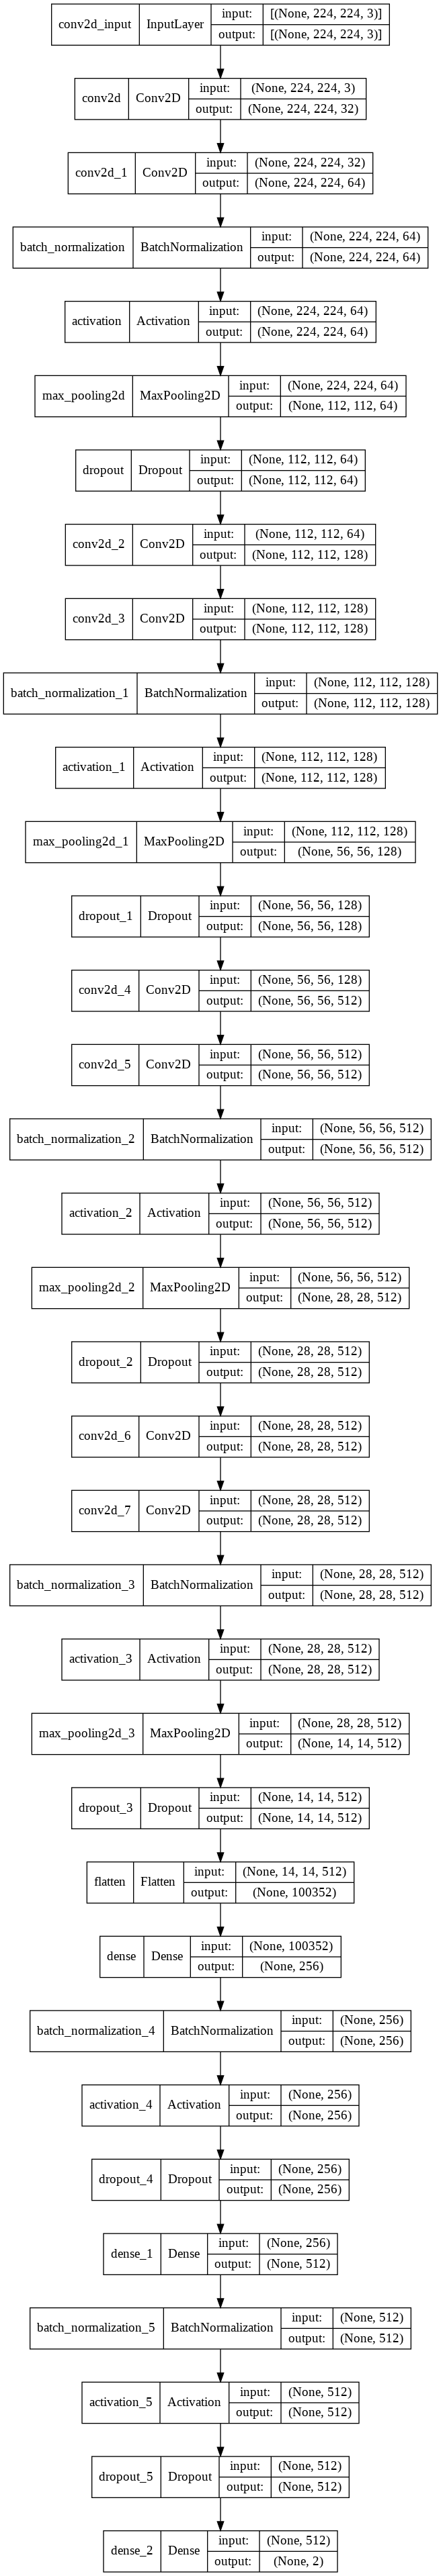 conv2d_input InputLayer input: [(None, 224, 224, 3)]
output: [(None, 224, 224, 3)]
conv2d Conv2D input: (None, 224, 224, 3)
output: (None, 224, 224, 32)
conv2d_1 Conv2D input: (None, 224, 224, 32)
output: (None, 224, 224, 64)
batch_normalization BatchNormalization input: (None, 224, 224, 64)
output: (None, 224, 224, 64)
activation Activation input: (None, 224, 224, 64)
output: (None, 224, 224, 64)
max_pooling2d MaxPooling2D input: (None, 224, 224, 64)
output: (None, 112, 112, 64)
dropout Dropout input: (None, 112, 112, 64)
output: (None, 112, 112, 64)
conv2d_2 Conv2D input: (None, 112, 112, 64)
output: (None, 112, 112, 128)
conv2d_3 Conv2D input: (None, 112, 112, 128)
output: (None, 112, 112, 128)
batch_normalization_1 BatchNormalization input: (None, 112, 112, 128)
output: (None, 112, 112, 128)
activation_1 Activation input: (None, 112, 112, 128)
output: (None, 112, 112, 128)
max_pooling2d_1 MaxPooling2D input: (None, 112, 112, 128)
output: (None, 56, 56, 128)
dropout_1 Dropout input: (None, 56, 56, 128)
output: (None, 56, 56, 128)
conv2d_4 Conv2D input: (None, 56, 56, 128)
output: (None, 56, 56, 512)
conv2d_5 Conv2D input: (None, 56, 56, 512)
output: (None, 56, 56, 512)
batch_normalization_2 BatchNormalization input: (None, 56, 56, 512)
output: (None, 56, 56, 512)
activation_2 Activation input: (None, 56, 56, 512)
output: (None, 56, 56, 512)
max_pooling2d_2 MaxPooling2D input: (None, 56, 56, 512)
output: (None, 28, 28, 512)
dropout_2 Dropout input: (None, 28, 28, 512)
output: (None, 28, 28, 512)
conv2d_6 Conv2D input: (None, 28, 28, 512)
output: (None, 28, 28, 512)
conv2d_7 Conv2D input: (None, 28, 28, 512)
output: (None, 28, 28, 512)
batch_normalization_3 BatchNormalization input: (None, 28, 28, 512)
output: (None, 28, 28, 512)
activation_3 Activation input: (None, 28, 28, 512)
output: (None, 28, 28, 512)
max_pooling2d_3 MaxPooling2D input: (None, 28, 28, 512)
output: (None, 14, 14, 512)
dropout_3 Dropout input: (None, 14, 14, 512)
output: (None, 14, 14, 512)
flatten Flatten input: (None, 14, 14, 512)
output: (None, 100352)
dense Dense input: (None, 100352)
output: (None, 256)
batch_normalization_4 BatchNormalization input: (None, 256)
output: (None, 256)
activation_4 Activation input: (None, 256)
output: (None, 256)
dropout_4 Dropout input: (None, 256)
output: (None, 256)
dense_1 Dense input: (None, 256)
output: (None, 512)
batch_normalization_5 BatchNormalization input: (None, 512)
output: (None, 512)
activation_5 Activation input: (None, 512)
output: (None, 512)
dropout_5 Dropout input: (None, 512)
output: (None, 512)
dense_2 Dense input: (None, 512)
output: (None, 2)